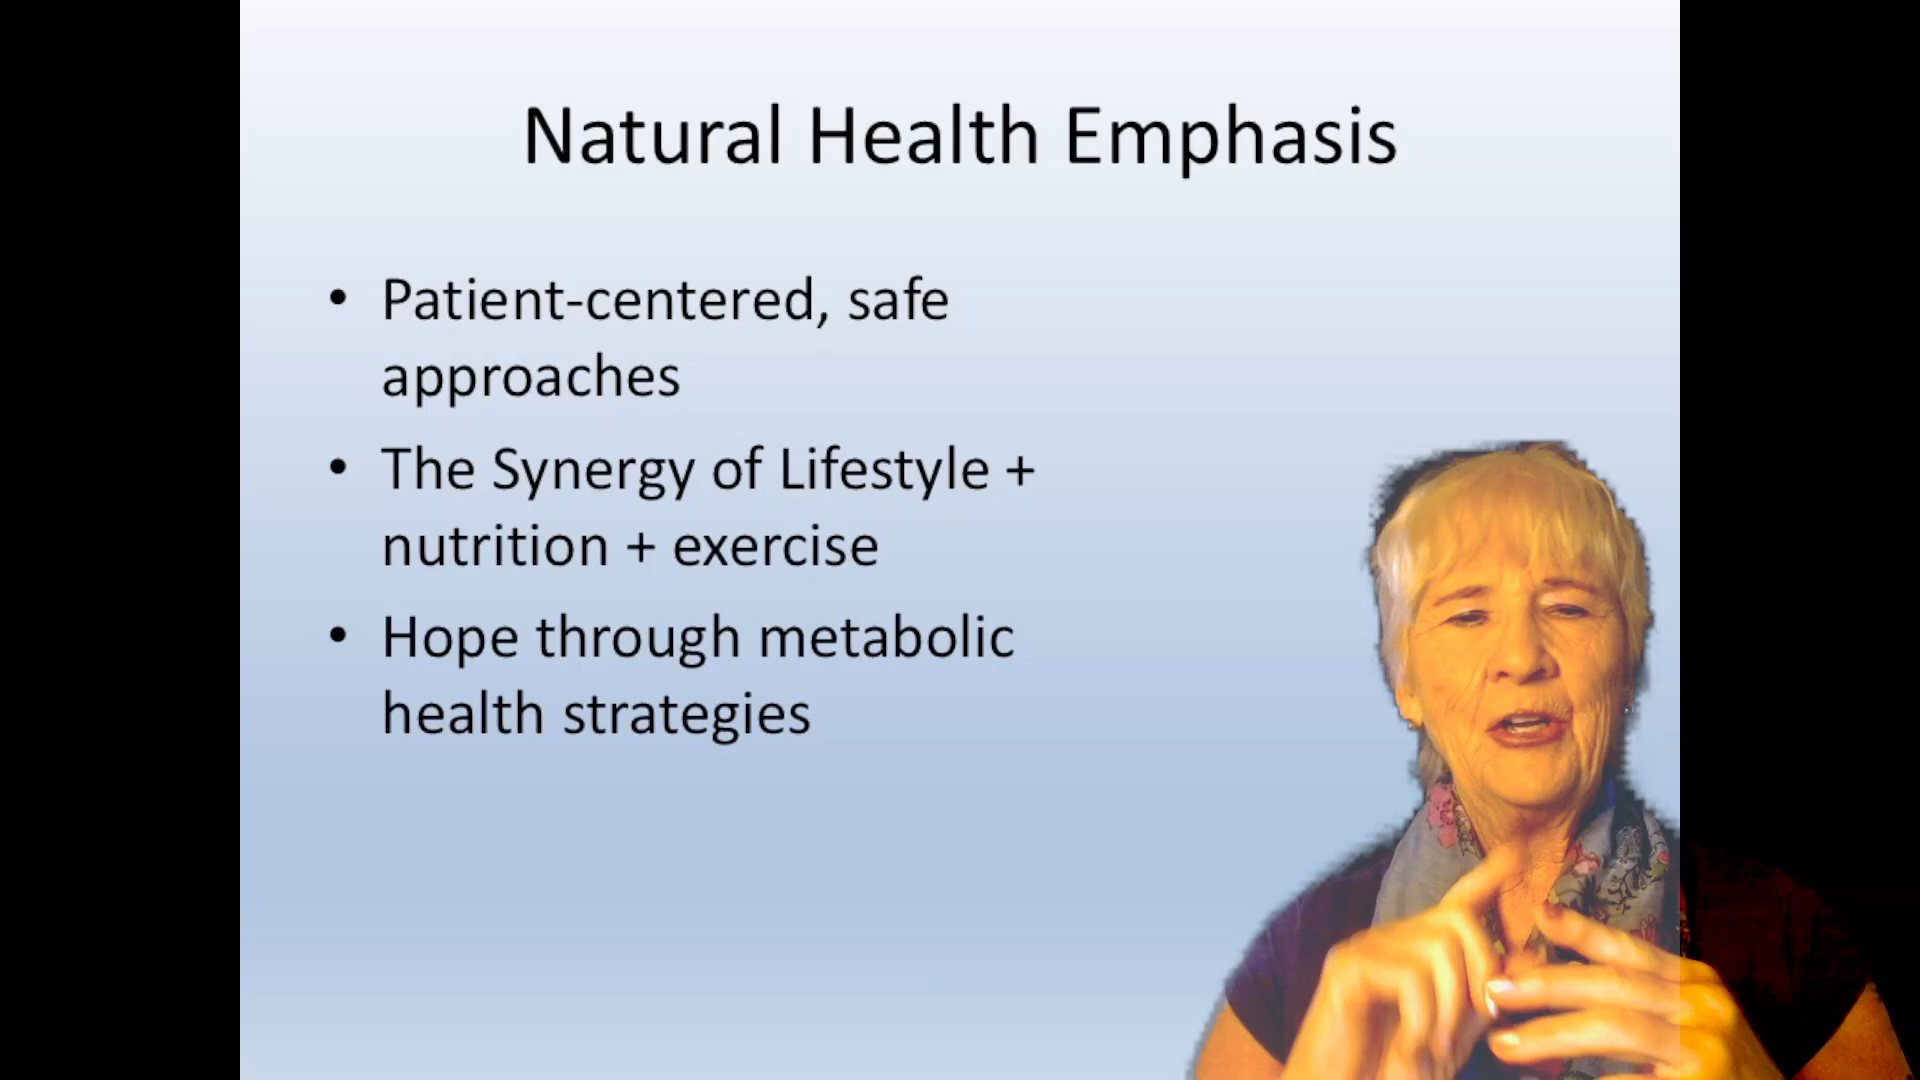 Natural Health Emphasis
• Patient-centered, safe
approaches
• The Synergy of Lifestyle +
nutrition + exercise
• Hope through metabolic
health strategies